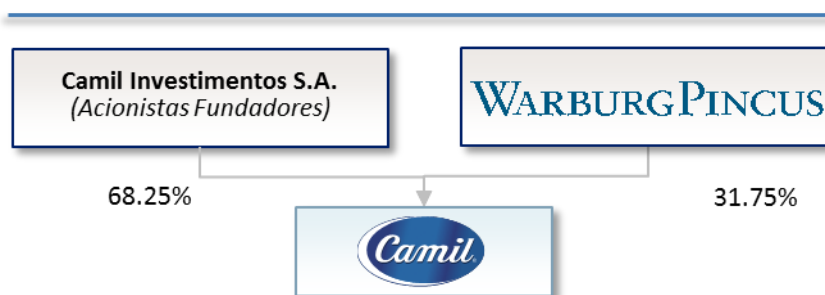 Camil Investimentos S.A.
(Acionistas Fundadores)
WARBURG PINCUS
68.25%
31.75%
Camil